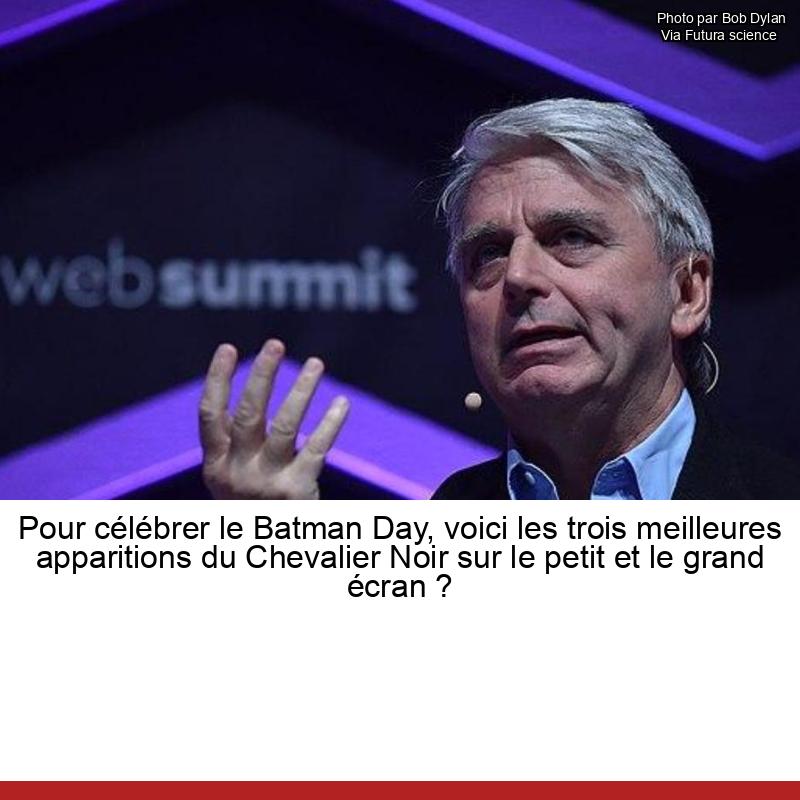 Photo par Bob Dylan
Via Futura science
websummit
Pour célébrer le Batman Day, voici les trois meilleures
apparitions du Chevalier Noir sur le petit et le grand
écran ?